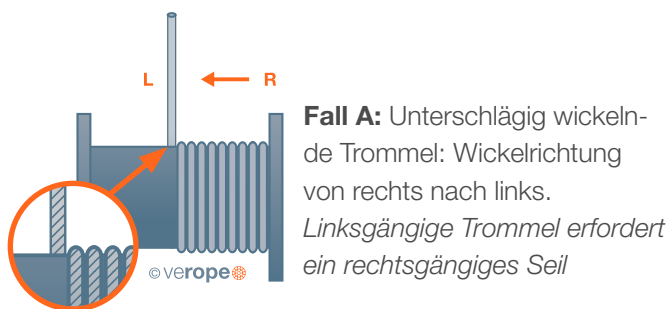 L R
Fall A: Unterschlägig wickeln-
de Trommel: Wickelrichtung
von rechts nach links.
Linksgängige Trommel erfordert
ein rechtsgängiges Seil
© verope